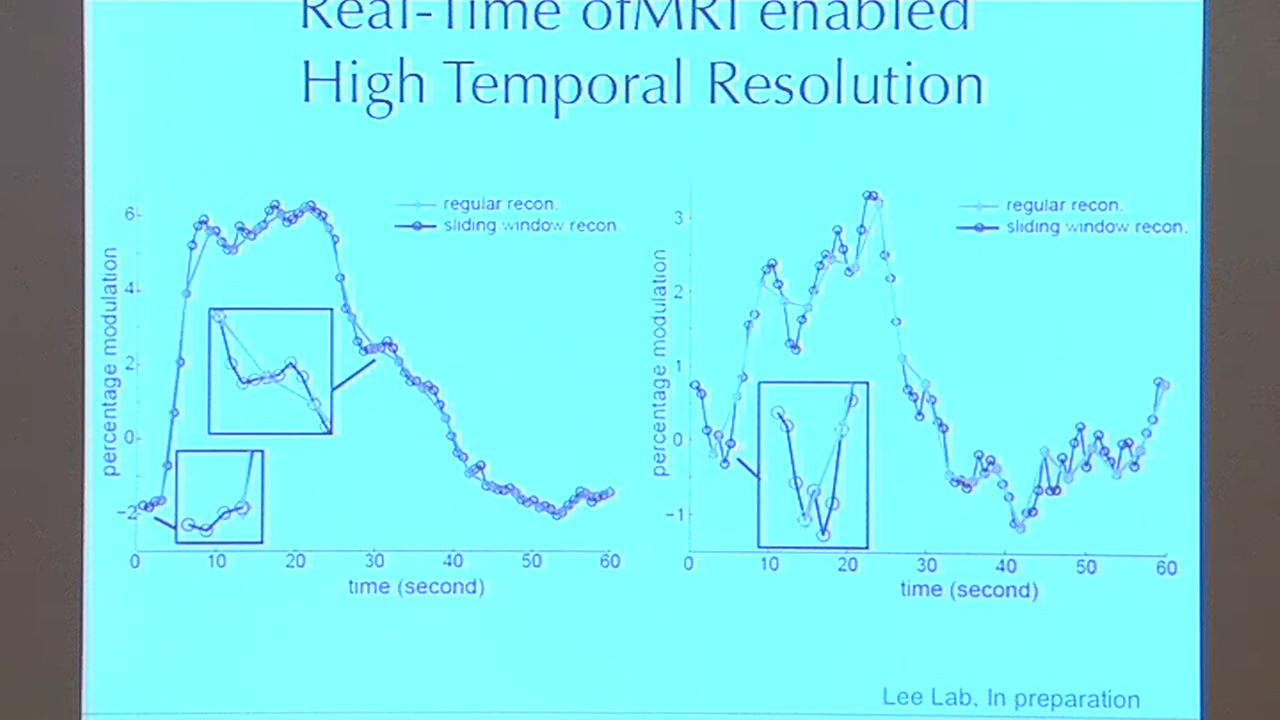 Real-Time ofMRI enabled
High Temporal Resolution
regular recon.
sliding window recon
percentage modulation
6
4
2
0
-2
0 10 20 30 40 50 60
time (second)
regular recon.
sliding window recon.
percentage modulation
3
2
1
0
-1
0 10 20 30 40 50 60
time (second)
Lee Lab, In preparation